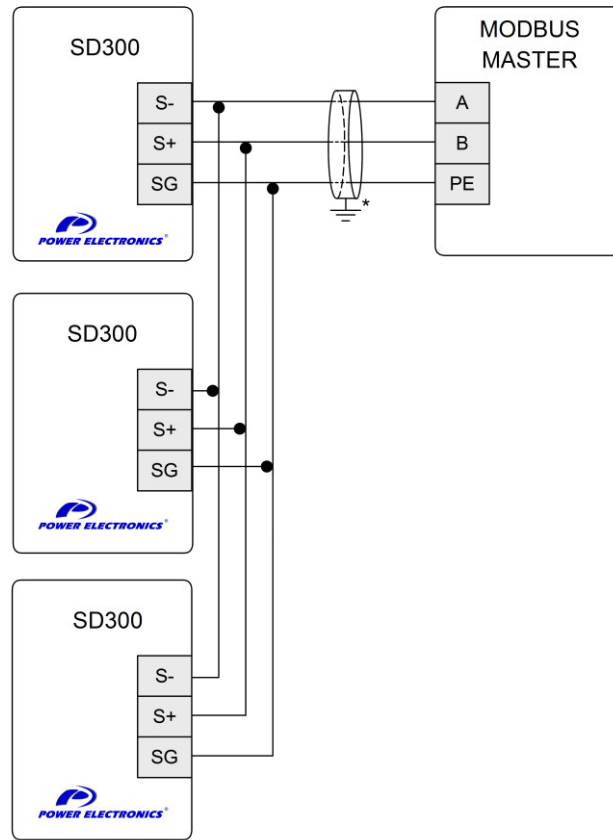 SD300
S-
S+
SG
POWER ELECTRONICS®
MODBUS
MASTER
A
B
PE
*
SD300
S-
S+
SG
POWER ELECTRONICS®
SD300
S-
S+
SG
POWER ELECTRONICS®